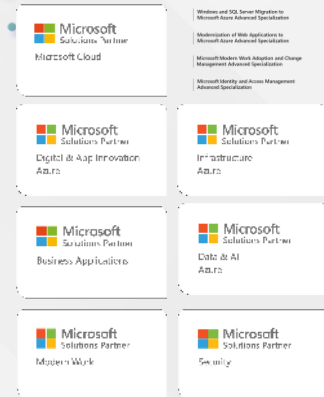 Microsoft
Solutions Partner
Microsoft Cloud
Windows and SQL Server Migration to
Microsoft Azure Advanced Specialization
Modernization of Web Applications to
Microsoft Azure Advanced Specialization
Microsoft Modern Work Adoption and Change
Management Advanced Specialization
Microsoft Identity and Access Management
Advanced Specialization
Microsoft
Solutions Partner
Digital & App Innovation
Azure
Microsoft
Solutions Partner
Infrastructure
Azure
Microsoft
Solutions Partner
Business Applications
Microsoft
Solutions Partner
Data & AI
Azure
Microsoft
Solutions Partner
Modern Work
Microsoft
Solutions Partner
Security